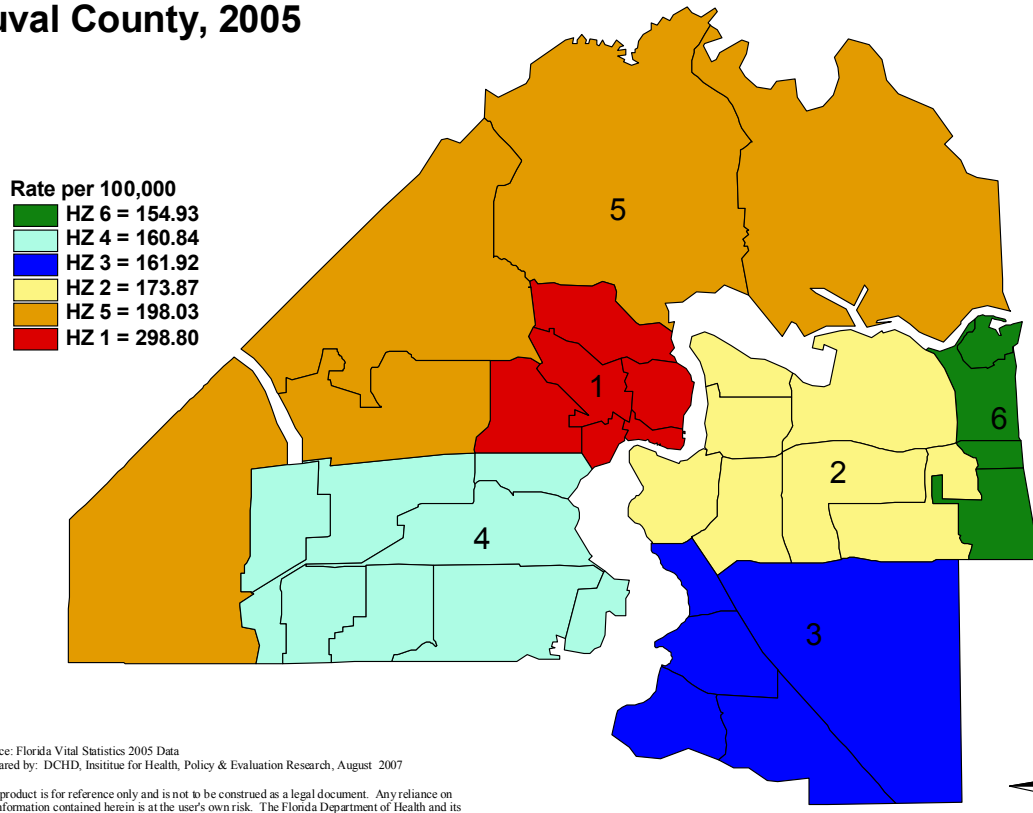 uval County, 2005
Rate per 100,000
HZ 6 = 154.93
HZ 4 = 160.84
HZ 3 = 161.92
HZ 2 = 173.87
HZ 5 = 198.03
HZ 1 = 298.80
5
1
6
2
4
3
ce: Florida Vital Statistics 2005 Data
ared by: DCHD, Insititue for Health, Policy & Evaluation Research, August 2007
product is for reference only and is not to be construed as a legal document. Any reliance on
nformation contained herein is at the user's own risk. The Florida Department of Health and its